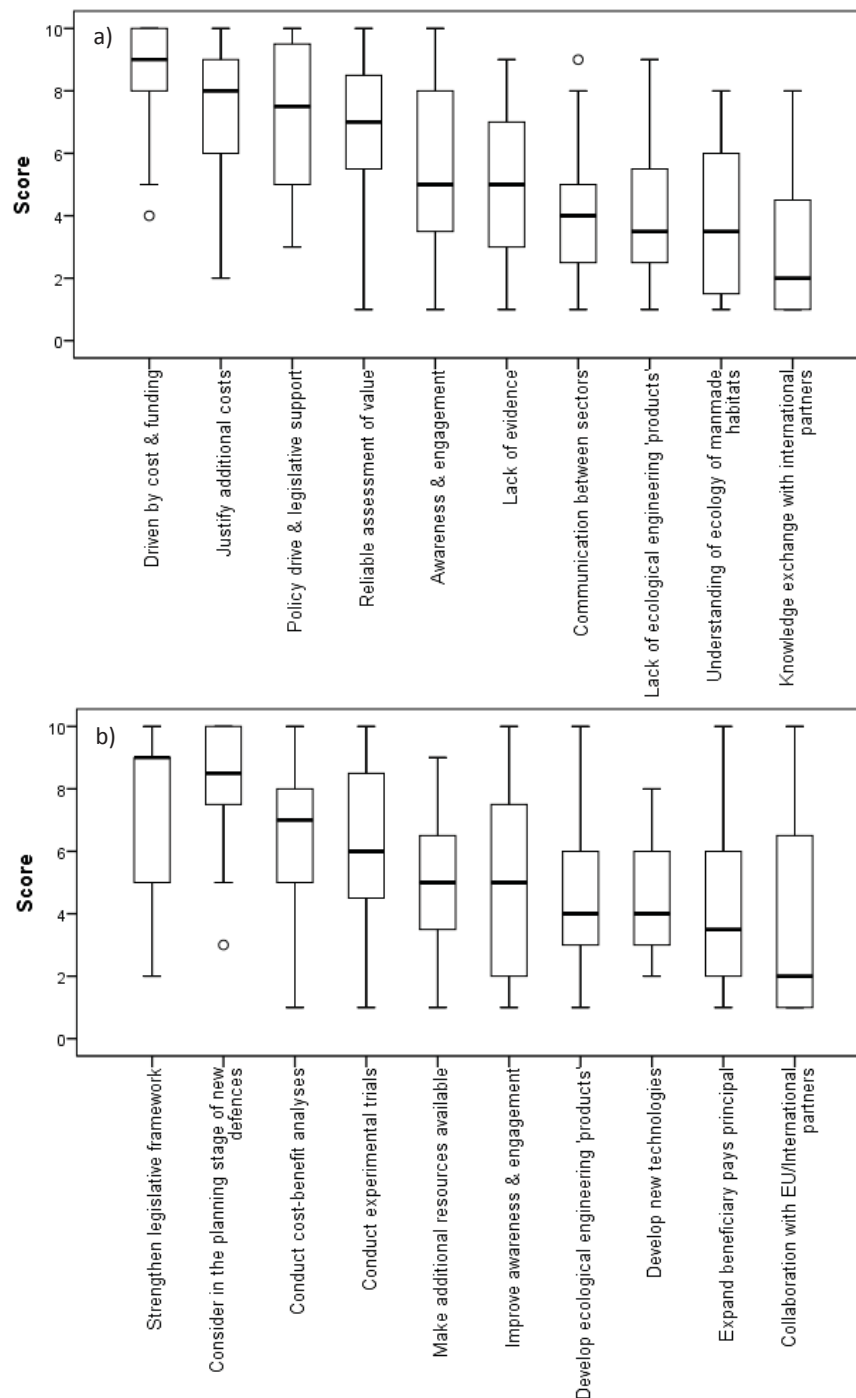 a)
10
8
6
4
2
0
Score
Driven by cost & funding
Justify additional costs
Policy drive & legislative support
Reliable assessment of value
Awareness & engagement
Lack of evidence
Communication between sectors
Lack of ecological engineering 'products'
Understanding of ecology of manmade
habitats
Knowledge exchange with international
partners
b)
10
8
6
4
2
0
Score
Strengthen legislative framework
Consider in the planning stage of new
defences
Conduct cost-benefit analyses
Conduct experimental trials
Make additional resources available
Improve awareness & engagement
Develop ecological engineering 'products'
Develop new technologies
Expand beneficiary pays principal
Collaboration with EU/International
partners